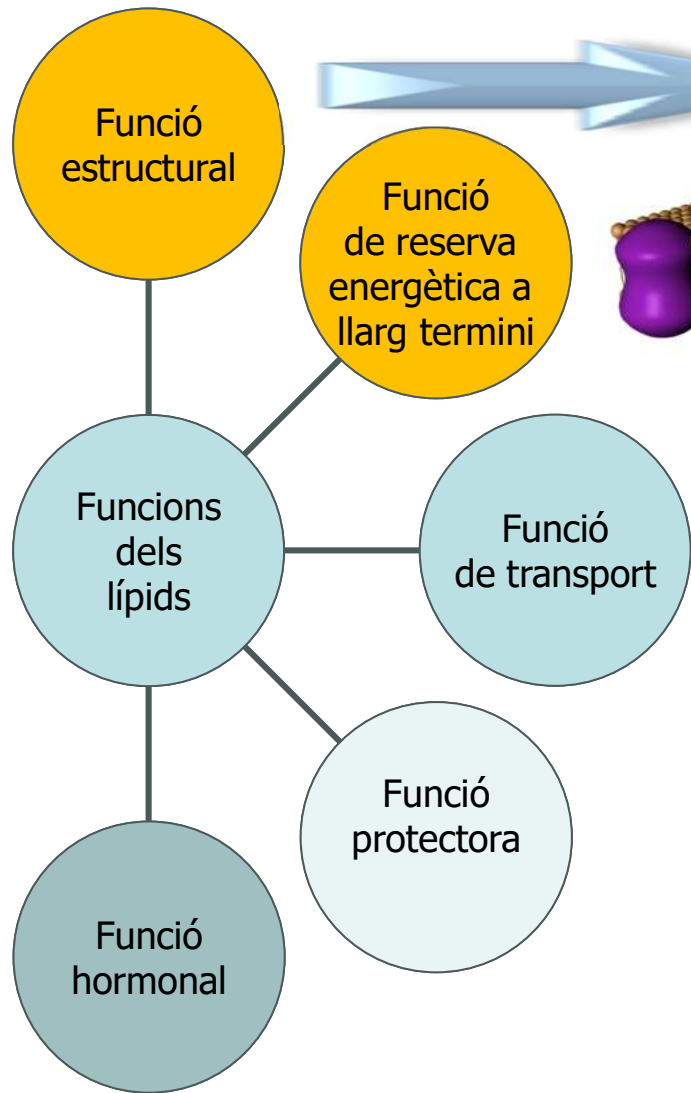 Funció
estructural
Funció
de reserva
energètica a
llarg termini
Funcions
dels
lípids
Funció
de transport
Funció
protectora
Funció
hormonal